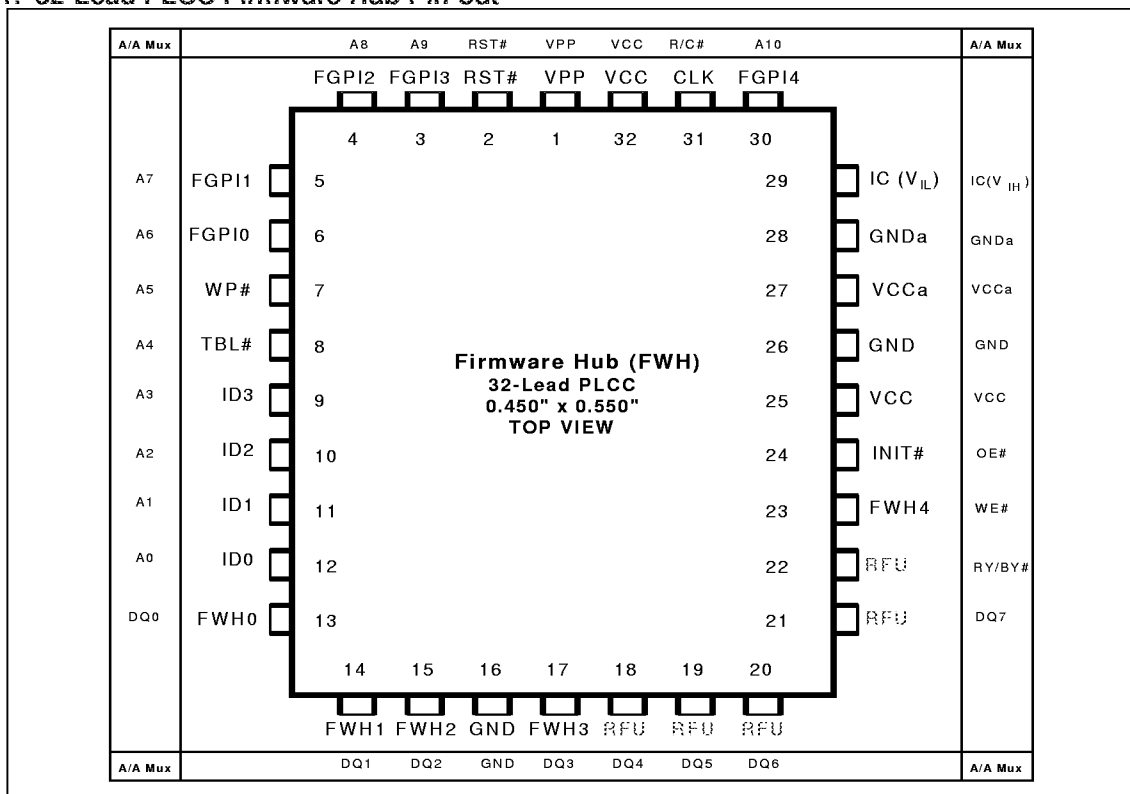 A/A Mux A8 A9 RST# VPP VCC R/C# A10 A/A Mux
FGPI2 FGPI3 RST# VPP VCC CLK FGPI4
4 3 2 1 32 31 30
A7 FGPI1 5 29 IC (VIL) IC(VIH)
A6 FGPI0 6 28 GNDa GNDa
A5 WP# 7 27 VCCa VCCa
A4 TBL# 8 26 GND GND
Firmware Hub (FWH)
32-Lead PLCC
A3 ID3 9 25 VCC VCC
0.450" x 0.550"
TOP VIEW
A2 ID2 10 24 INIT# OE#
A1 ID1 11 23 FWH4 WE#
A0 ID0 12 22 RFU RY/BY#
DQ0 FWH0 13 21 RFU DQ7
14 15 16 17 18 19 20
FWH1 FWH2 GND FWH3 RFU RFU RFU
A/A Mux DQ1 DQ2 GND DQ3 DQ4 DQ5 DQ6 A/A Mux